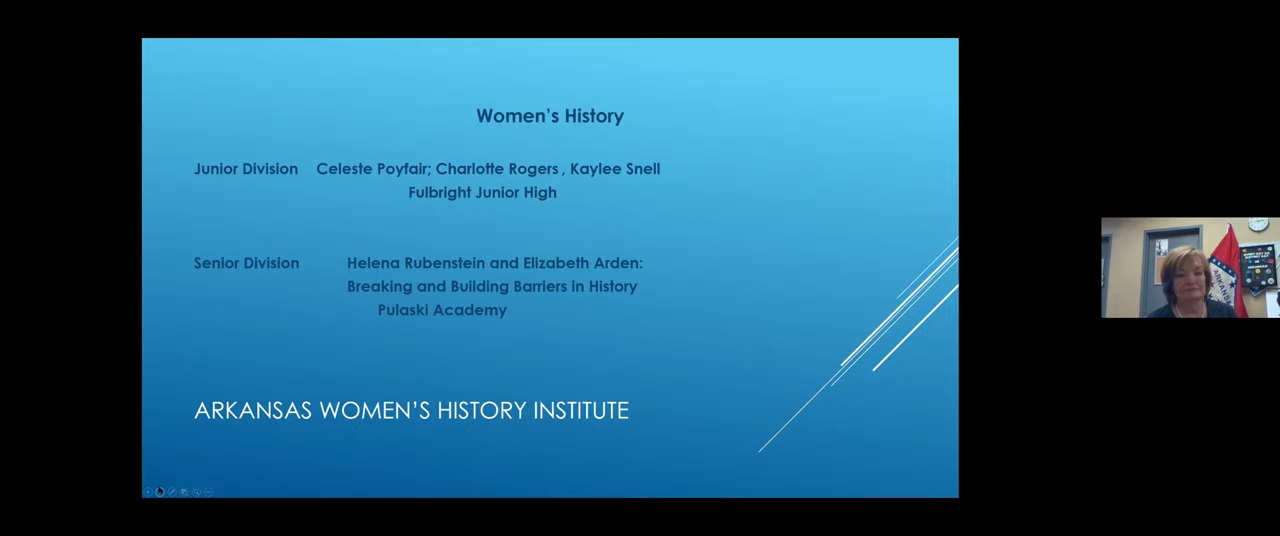 Women's History
Junior Division Celeste Poyfair; Charlotte Rogers , Kaylee Snell
Fulbright Junior High
Senior Division Helena Rubenstein and Elizabeth Arden:
Breaking and Building Barriers in History
Pulaski Academy
ARKANSAS WOMEN'S HISTORY INSTITUTE
ARKANSAS